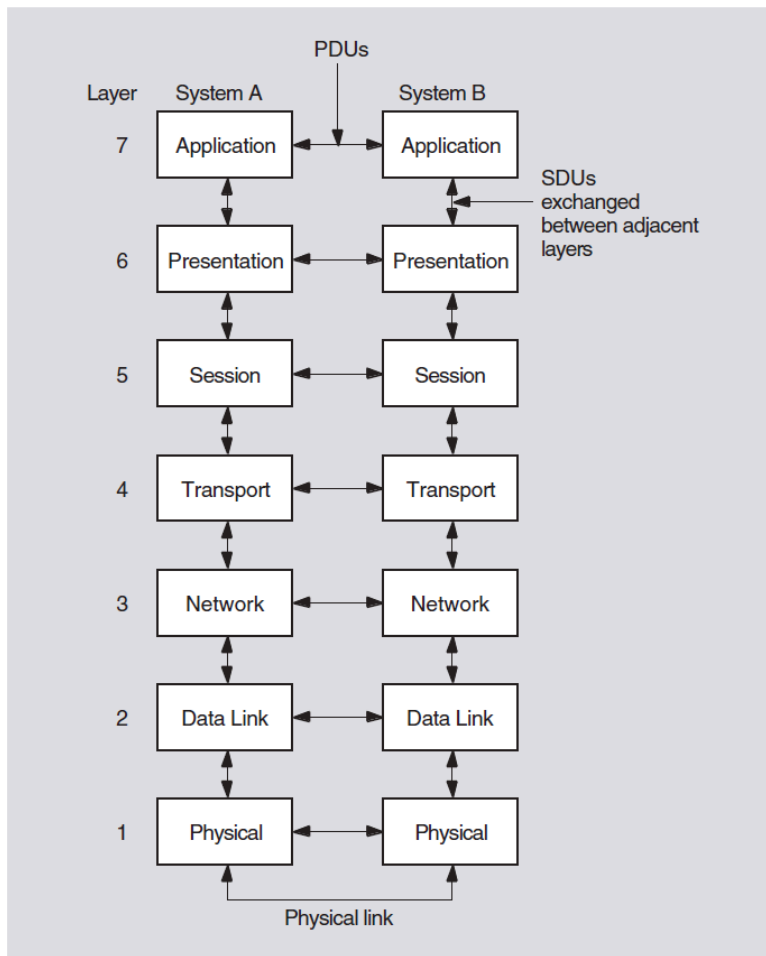 PDUs
Layer System A System B
7 Application Application
SDUs
exchanged
between adjacent
layers
6 Presentation Presentation
5 Session Session
4 Transport Transport
3 Network Network
2 Data Link Data Link
1 Physical Physical
Physical link